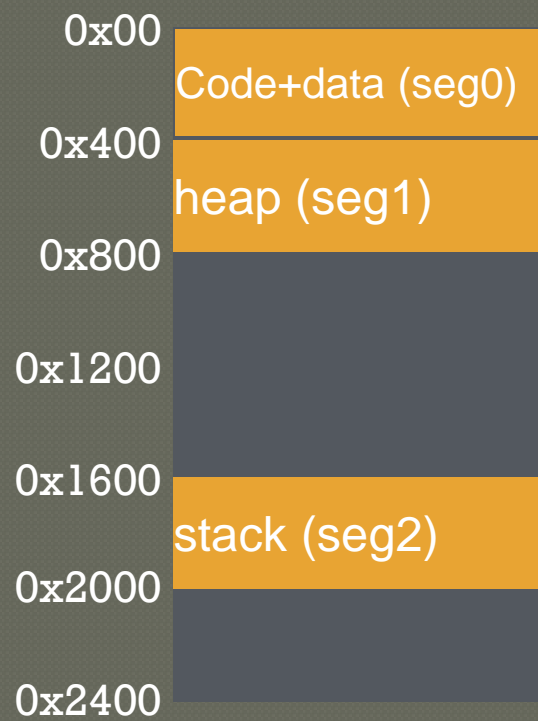 0x00
Code+data (seg0)
0x400
heap (seg1)
0x800
0x1200
0x1600
stack (seg2)
0x2000
0x2400